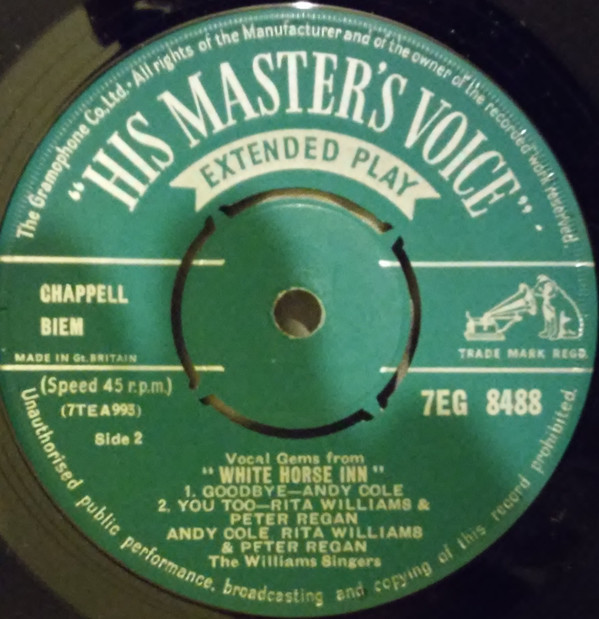 The Gramophone Co. Ltd. · All rights of the Manufacturer and of the owner of the recorded work reserved.
"HIS MASTER'S VOICE"
EXTENDED PLAY
CHAPPELL
BIEM
MADE IN Gt. BRITAIN
TRADE MARK REGD.
(Speed 45 r.p.m.)
(7TEA993)
7EG 8488
Side 2
Vocal Gems from
"WHITE HORSE INN"
1. GOODBYE—ANDY COLE
2. YOU TOO—RITA WILLIAMS &
PETER REGAN
ANDY COLE, RITA WILLIAMS
& PETER REGAN
The Williams Singers
Unauthorised public performance, broadcasting and copying of this record prohibited.